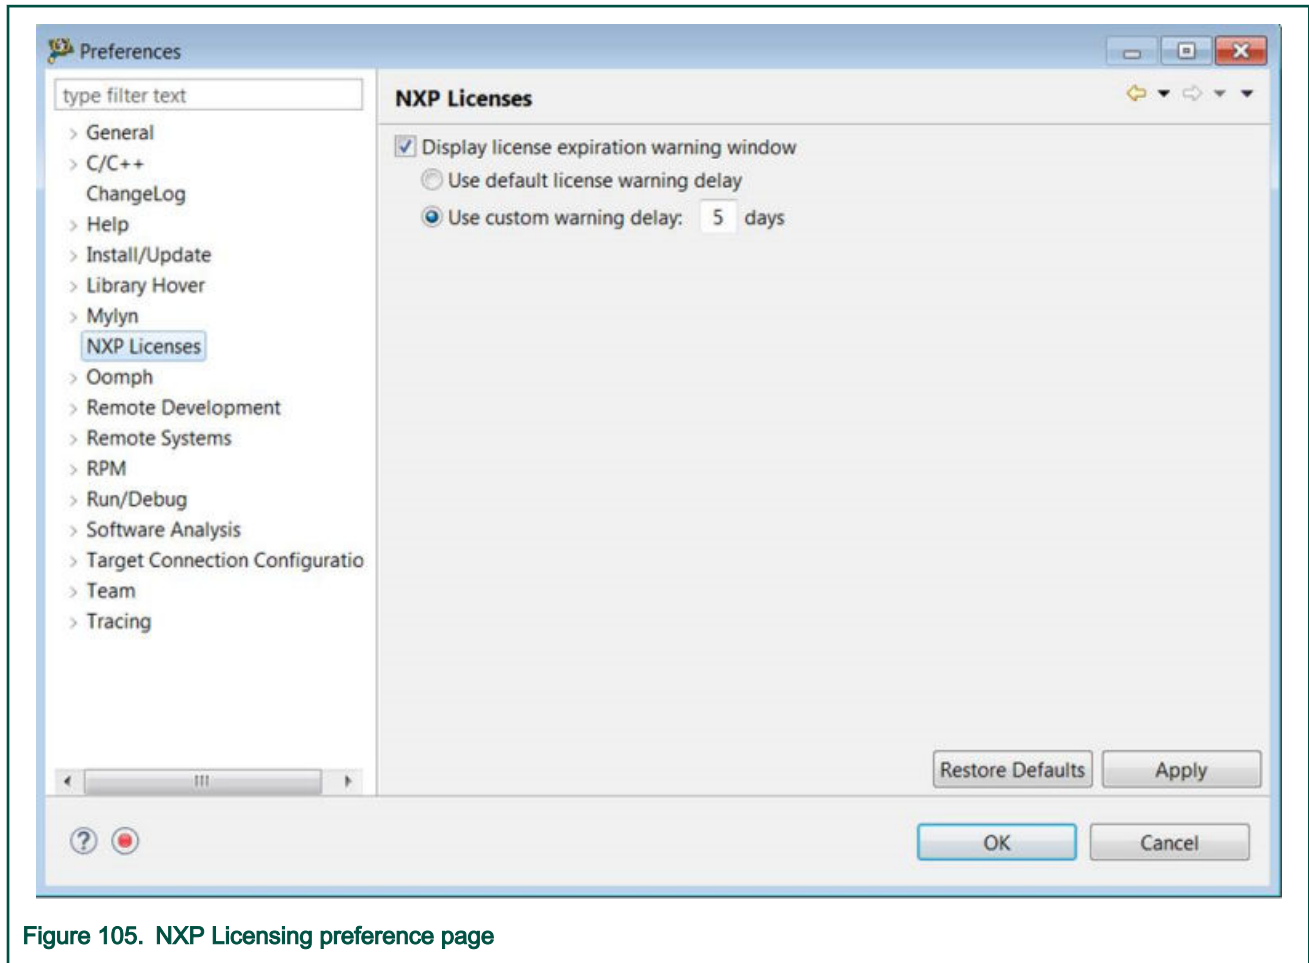 Preferences
type filter text
General
C/C++
ChangeLog
Help
Install/Update
Library Hover
Mylyn
NXP Licenses
Oomph
Remote Development
Remote Systems
RPM
Run/Debug
Software Analysis
Target Connection Configuratio
Team
Tracing
NXP Licenses
Display license expiration warning window
Use default license warning delay
Use custom warning delay: 5 days
Restore Defaults
Apply
OK
Cancel
Figure 105. NXP Licensing preference page